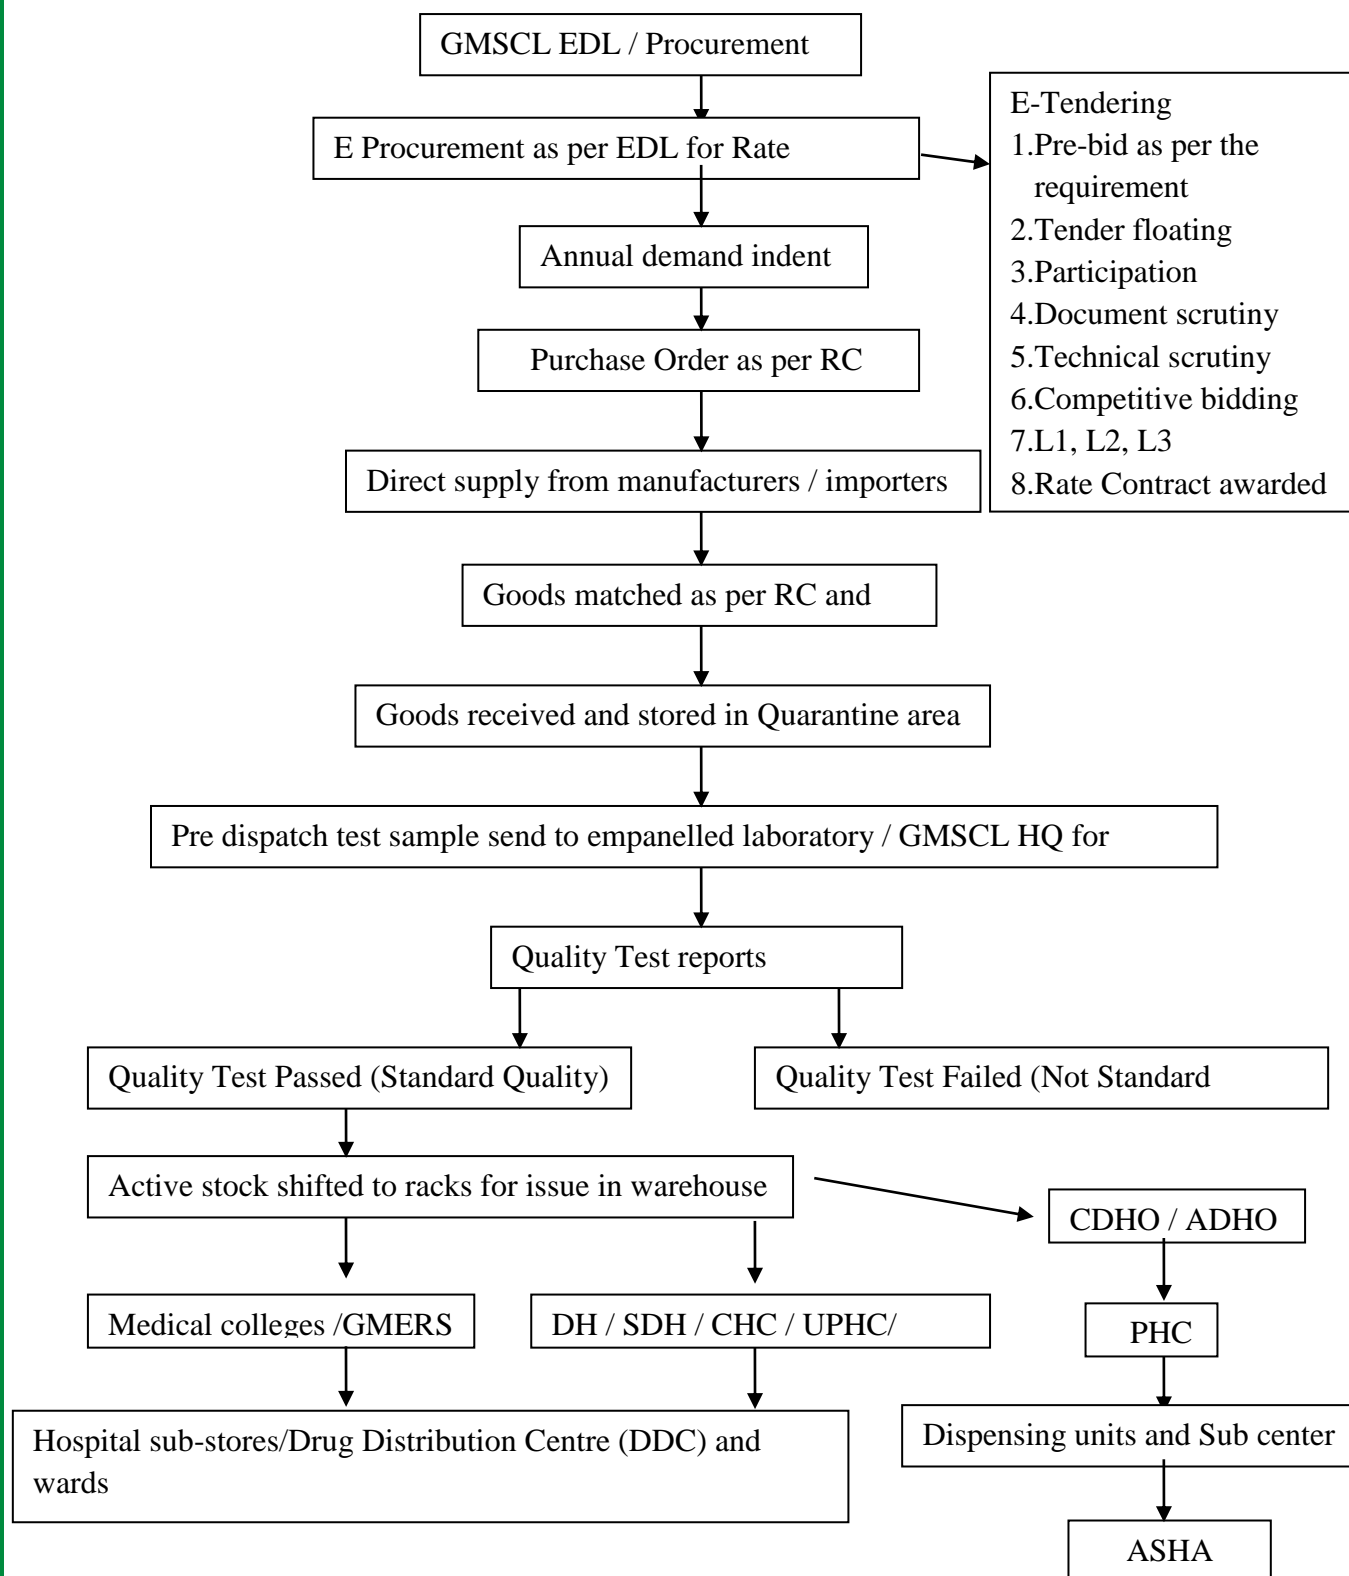 GMSCL EDL / Procurement
E Procurement as per EDL for Rate
E-Tendering
1.Pre-bid as per the
requirement
2.Tender floating
3.Participation
4.Document scrutiny
5.Technical scrutiny
6.Competitive bidding
7.L1, L2, L3
8.Rate Contract awarded
Annual demand indent
Purchase Order as per RC
Direct supply from manufacturers / importers
Goods matched as per RC and
Goods received and stored in Quarantine area
Pre dispatch test sample send to empanelled laboratory / GMSCL HQ for
Quality Test reports
Quality Test Passed (Standard Quality)
Quality Test Failed (Not Standard
Active stock shifted to racks for issue in warehouse
CDHO / ADHO
Medical colleges /GMERS
DH / SDH / CHC / UPHC/
PHC
Hospital sub-stores/Drug Distribution Centre (DDC) and
wards
Dispensing units and Sub center
ASHA